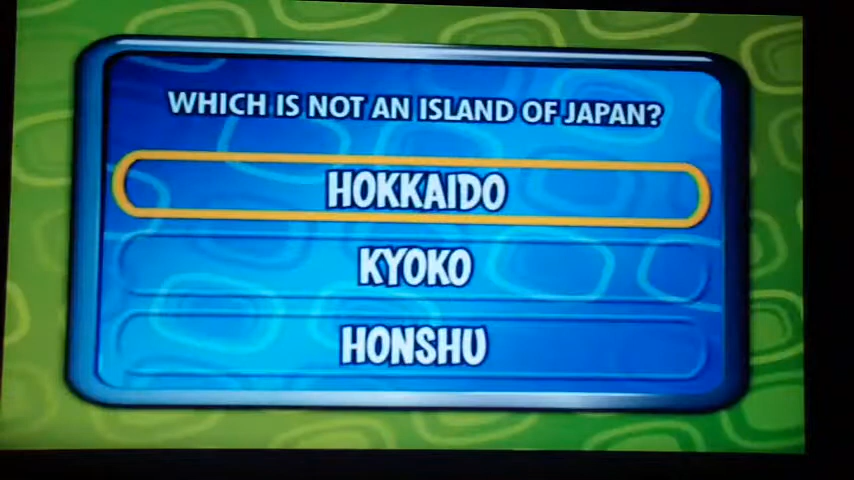 WHICH IS NOT AN ISLAND OF JAPAN?
HOKKAIDO
KYOKO
HONSHU